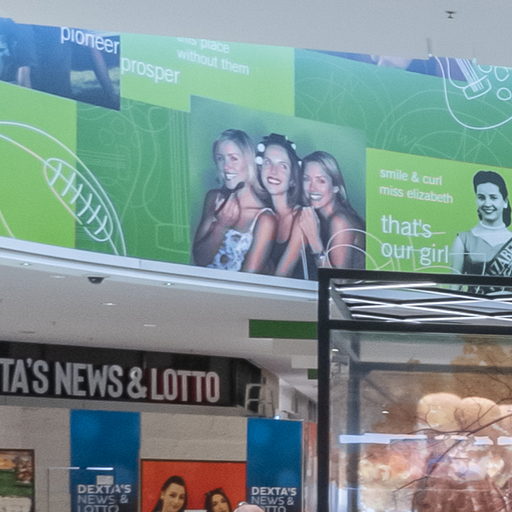 pioneer
prosper
this place
without them
smile & curl
miss elizabeth
that's
our girl
TA'S NEWS & LOTTO
DEXTA'S
NEWS &
LOTTO
DEXTA'S
NEWS &
LOTTO